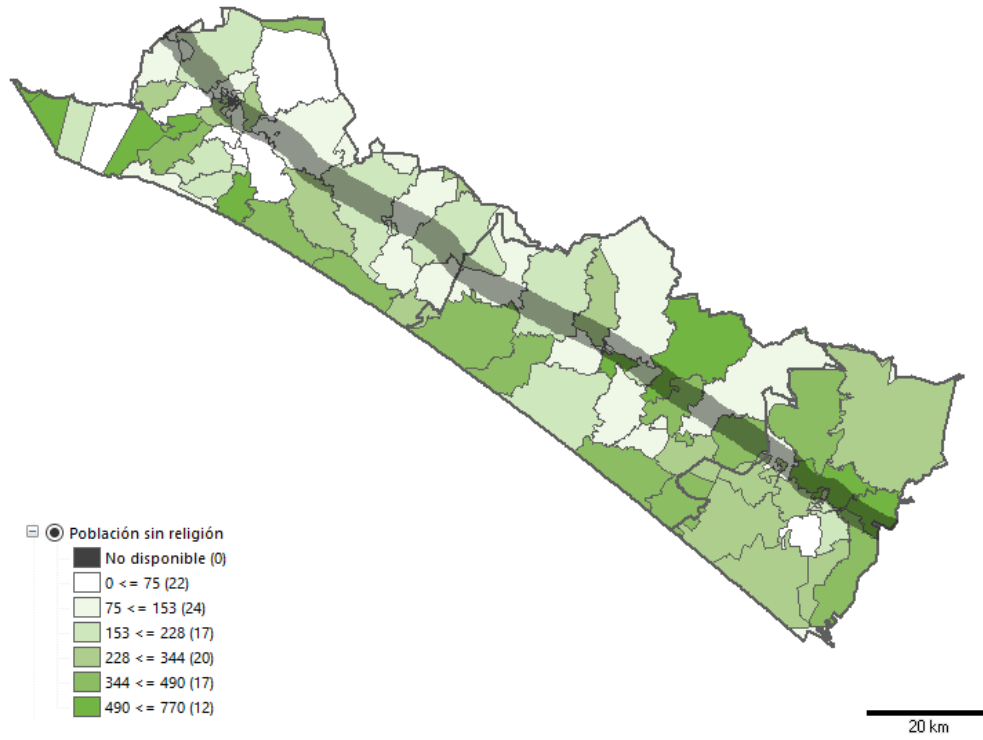 Población sin religión
No disponible (0)
0 <= 75 (22)
75 <= 153 (24)
153 <= 228 (17)
228 <= 344 (20)
344 <= 490 (17)
490 <= 770 (12)
20 km